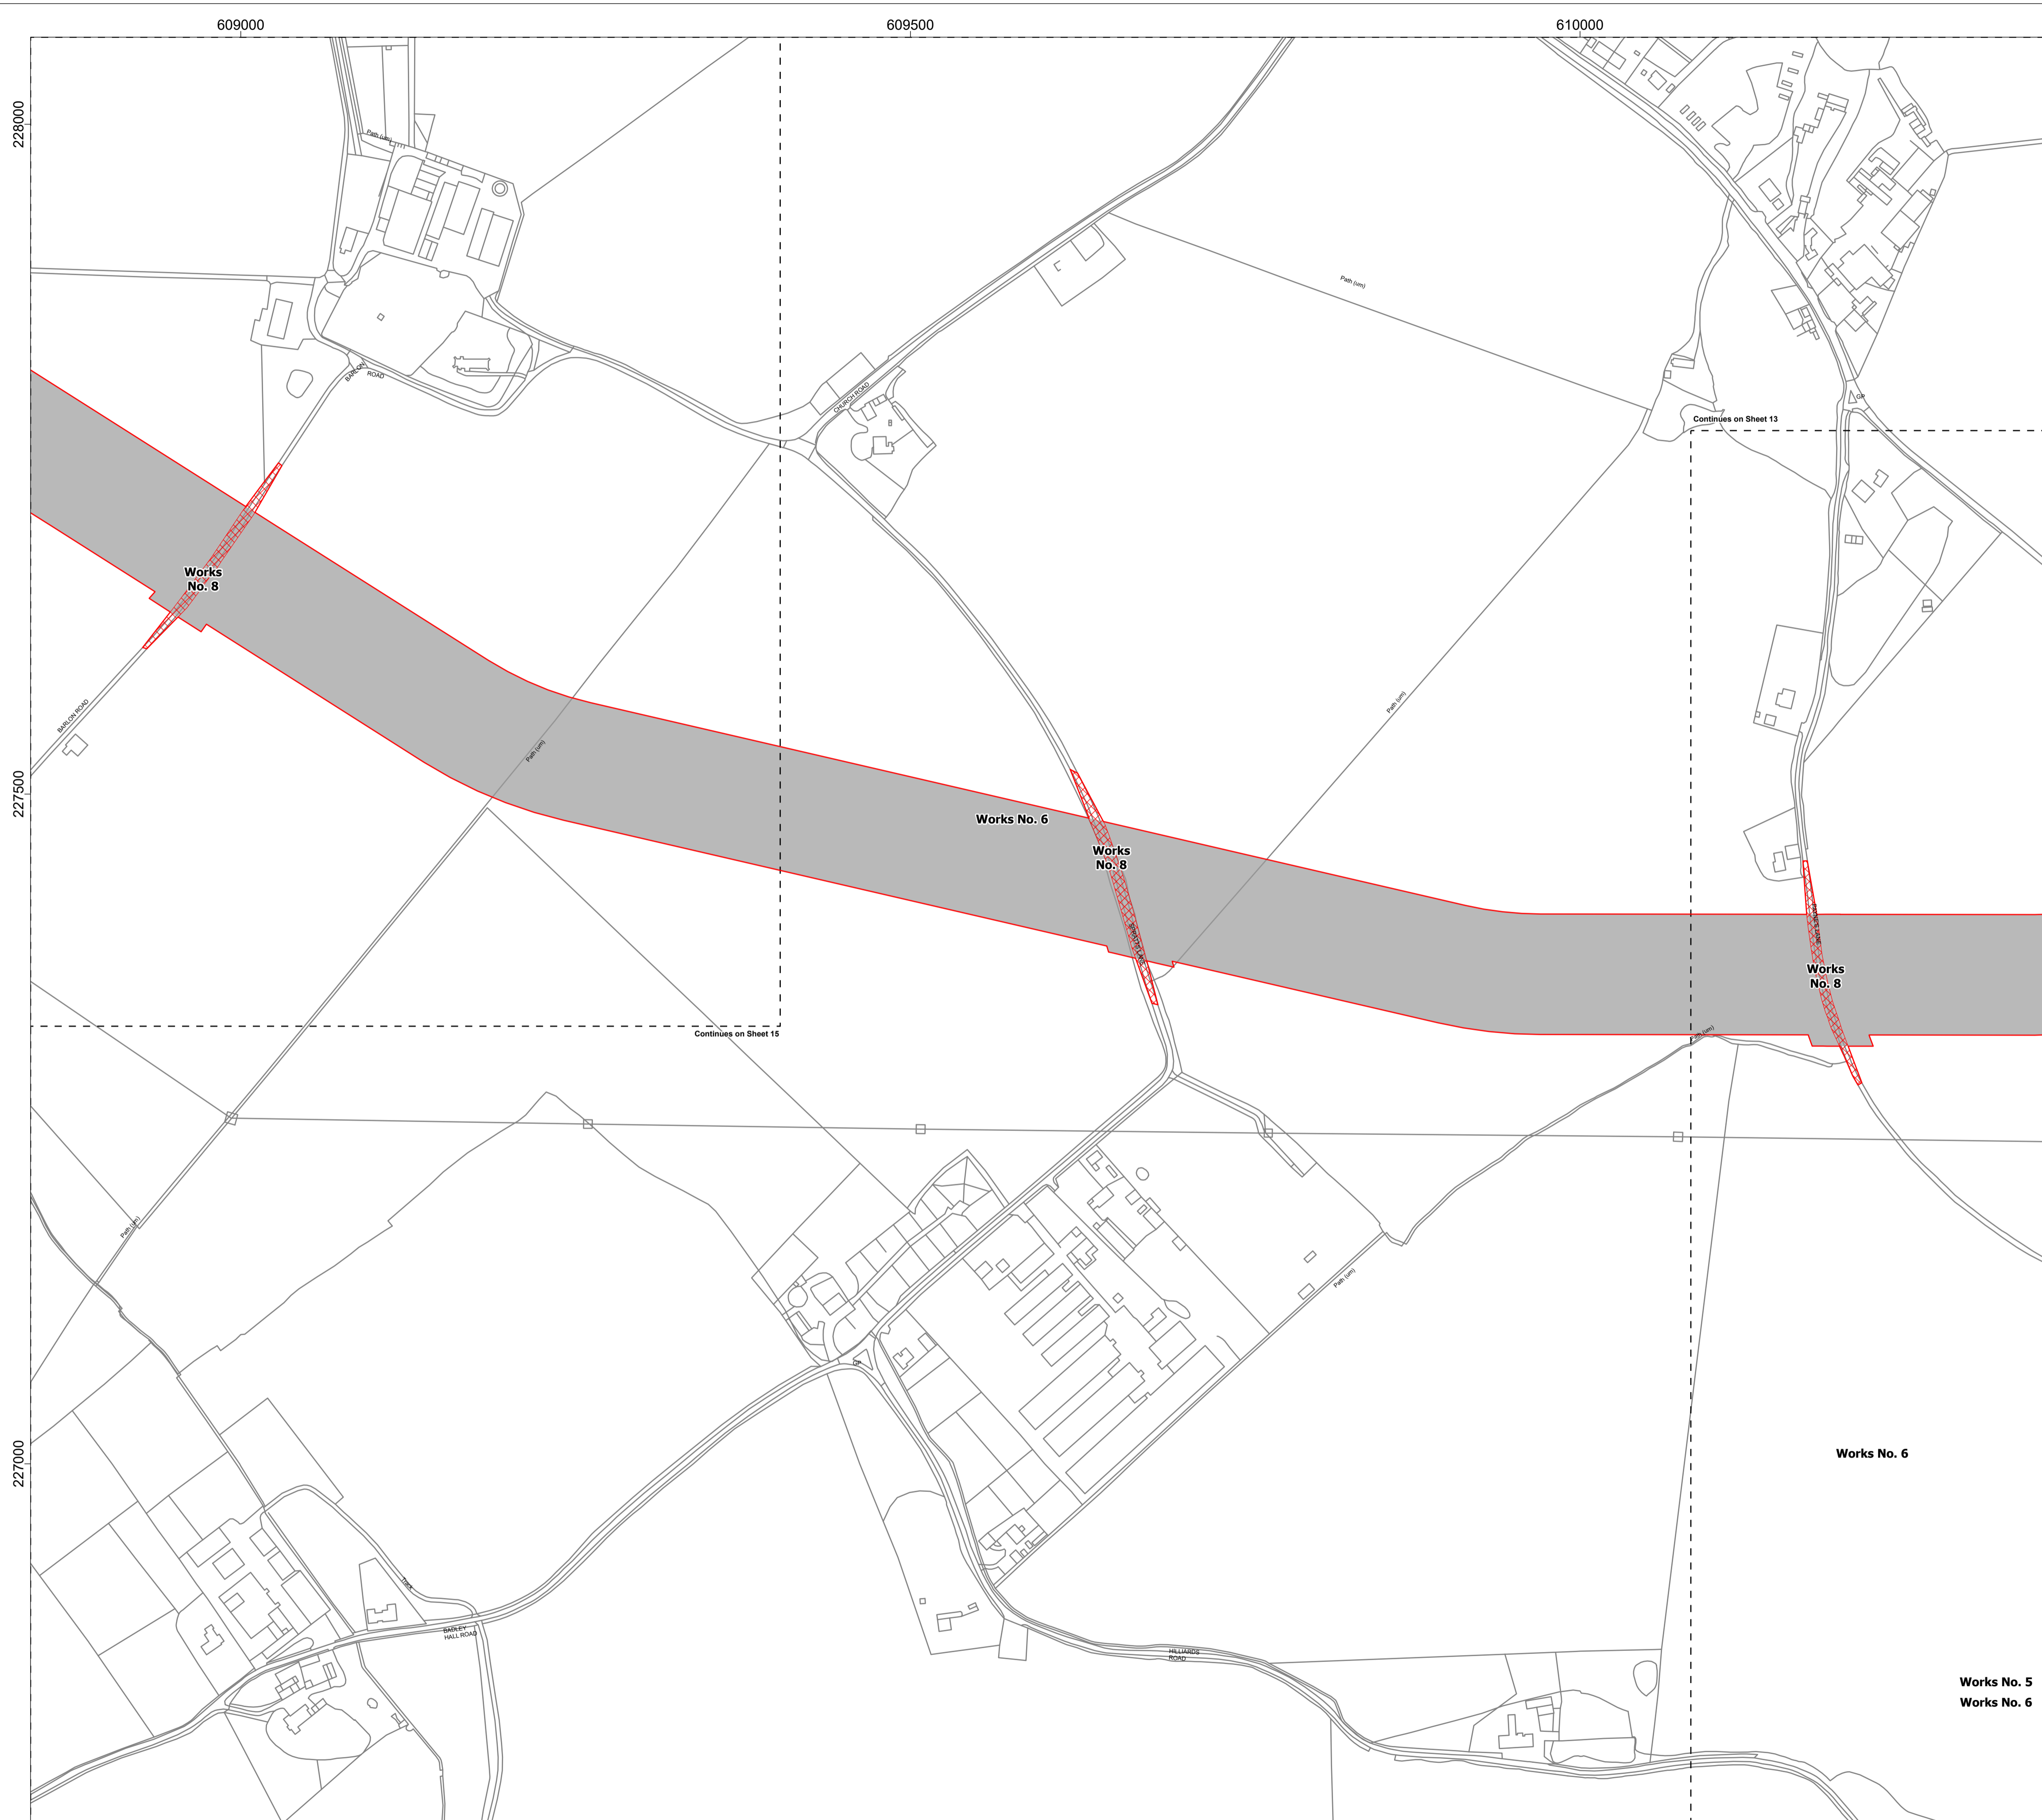 609000
609500
610000
228000
227500
227000
Path (um)
Path (um)
BARLON
ROAD
CHURCH ROAD
GP
Continues on Sheet 13
Works
No. 8
BARLON ROAD
Path (um)
Path (um)
Works No. 6
Works
No. 8
Works
No. 8
Path (um)
Continues on Sheet 15
Path (um)
Path (um)
GP
Works No. 6
Track
BADLEY
HALL ROAD
HILLIARDS
ROAD
Works No. 5
Works No. 6